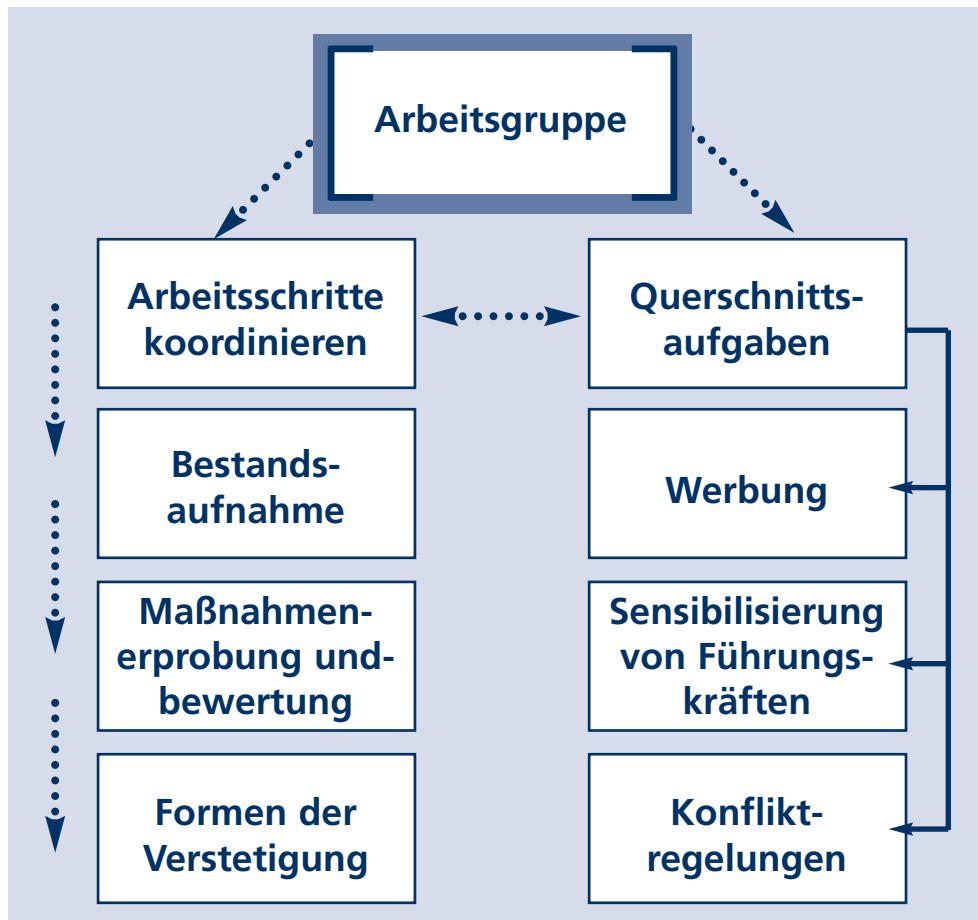 Arbeitsgruppe
Arbeitsschritte
koordinieren
Querschnitts-
aufgaben
Bestands-
aufnahme
Werbung
Maßnahmen-
erprobung und-
bewertung
Sensibilisierung
von Führungs-
kräften
Formen der
Verstetigung
Konflikt-
regelungen